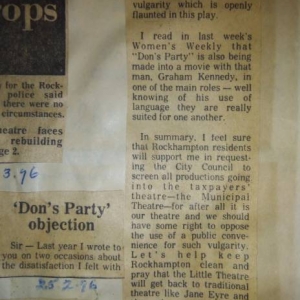 rops
y for the Rock-
police said
there were no
circumstances.
eatre faces
rebuilding
ge 2.
3.76
'Don's Party'
objection
Sir — Last year I wrote to
you on two occasions about
the disatisfaction I felt with
25.2.76
vulgarity which is openly
flaunted in this play.
I read in last week's
Women's Weekly that
"Don's Party" is also being
made into a movie with that
man, Graham Kennedy, in
one of the main roles — well
knowing of his use of
language they are really
suited for one another.
In summary, I feel sure
that Rockhampton residents
will support me in request-
ing the City Council to
screen all productions going
into the taxpayers'
theatre—the Municipal
Theatre—for after all it is
our theatre and we should
have some right to oppose
the use of a public conven-
ience for such vulgarity.
Let's help keep
Rockhampton clean and
pray that the Little Theatre
will get back to traditional
theatre like Jane Eyre and